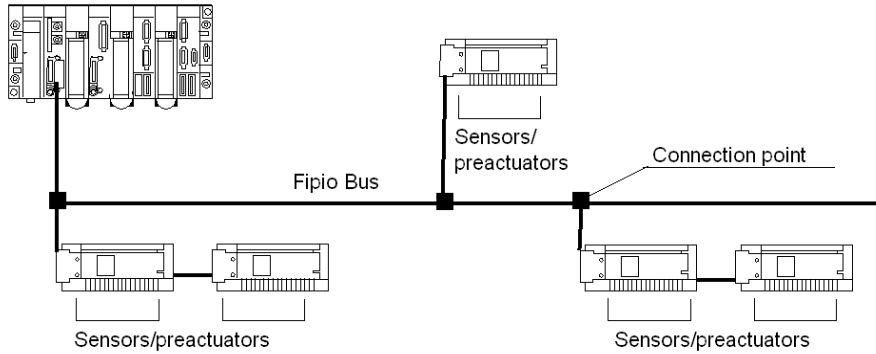 Sensors/
preactuators
Connection point
Fipio Bus
Sensors/preactuators
Sensors/preactuators